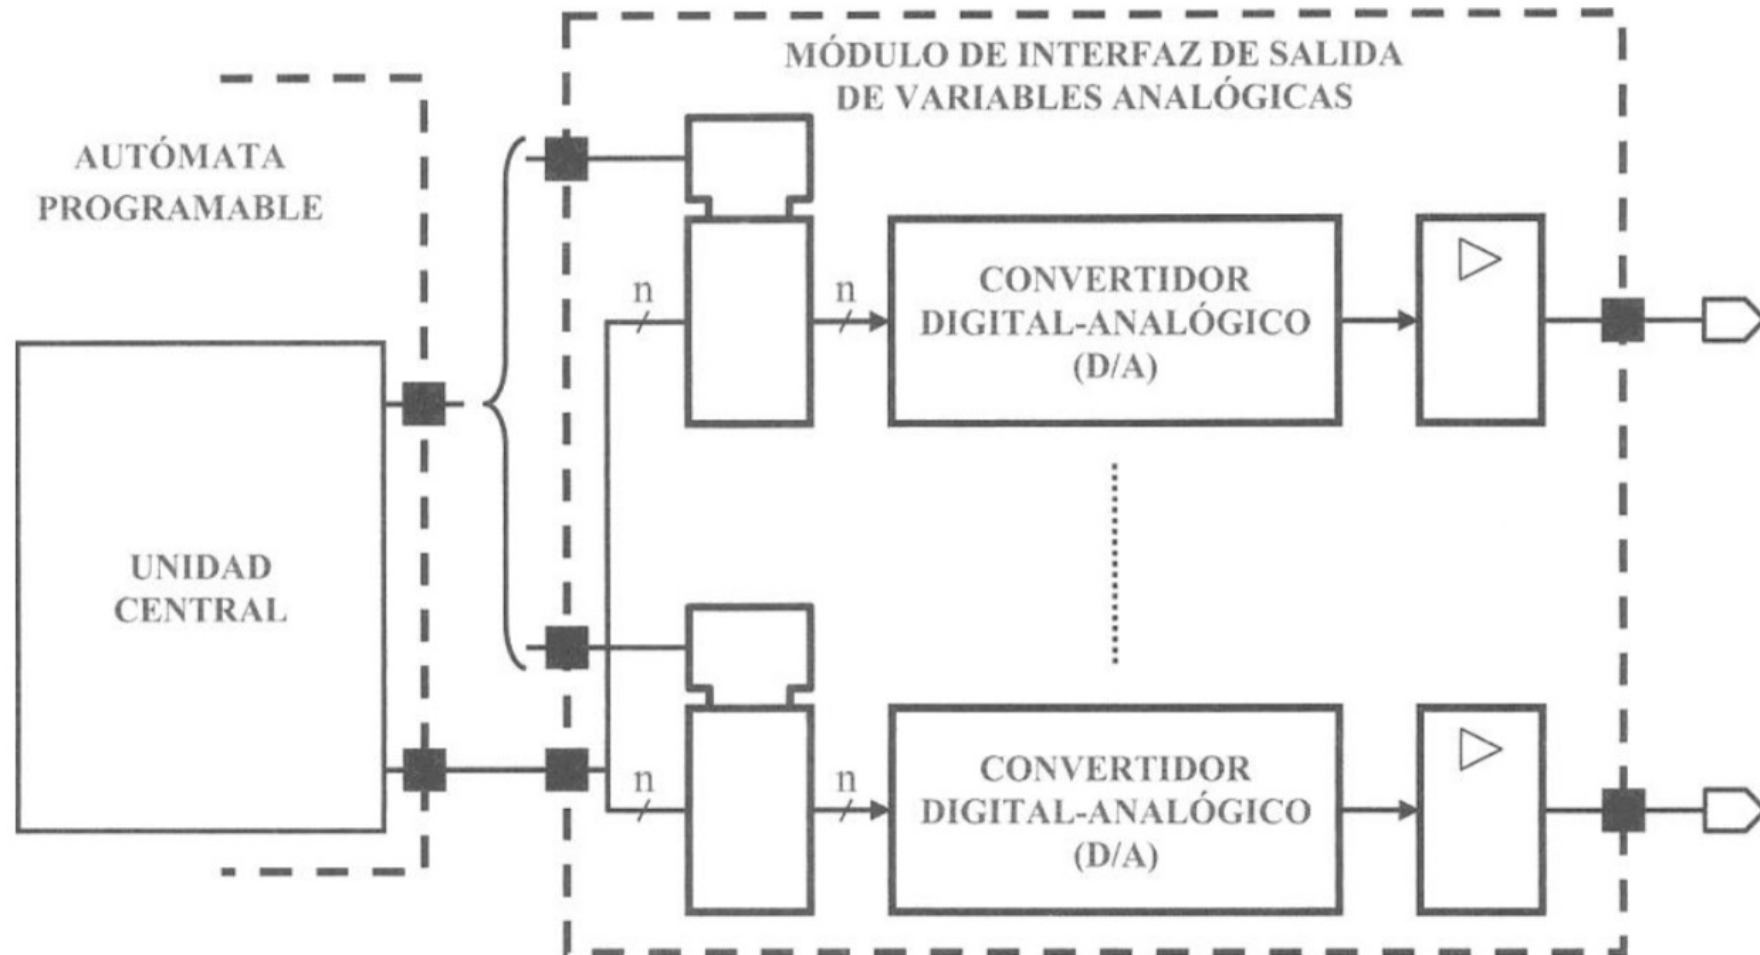 MÓDULO DE INTERFAZ DE SALIDA
DE VARIABLES ANALÓGICAS
AUTÓMATA
PROGRAMABLE
n
n
CONVERTIDOR
DIGITAL-ANALÓGICO
(D/A)
UNIDAD
CENTRAL
n
n
CONVERTIDOR
DIGITAL-ANALÓGICO
(D/A)